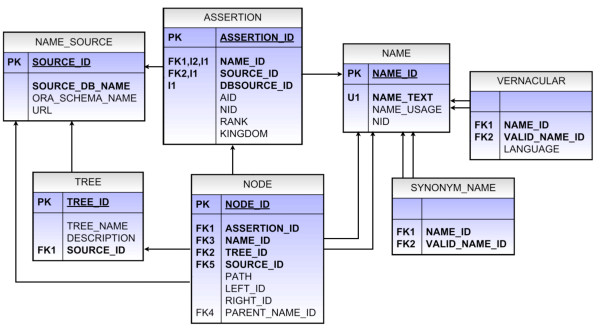 ASSERTION
PK ASSERTION_ID
FK1,I2,I1 NAME_ID
FK2,I1 SOURCE_ID
I1 DBSOURCE_ID
AID
NID
RANK
KINGDOM
NAME_SOURCE
PK SOURCE_ID
SOURCE_DB_NAME
ORA_SCHEMA_NAME
URL
NAME
PK NAME_ID
U1 NAME_TEXT
NAME_USAGE
NID
VERNACULAR
FK1 NAME_ID
FK2 VALID_NAME_ID
LANGUAGE
TREE
PK TREE_ID
TREE_NAME
DESCRIPTION
FK1 SOURCE_ID
NODE
PK NODE_ID
FK1 ASSERTION_ID
FK3 NAME_ID
FK2 TREE_ID
FK5 SOURCE_ID
PATH
LEFT_ID
RIGHT_ID
FK4 PARENT_NAME_ID
SYNONYM_NAME
FK1 NAME_ID
FK2 VALID_NAME_ID